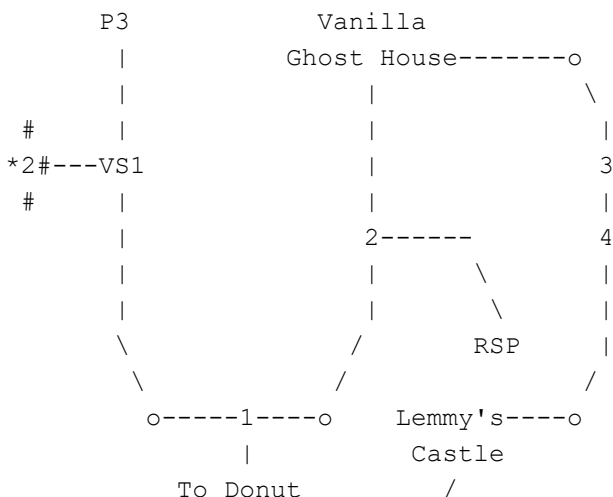 P3            Vanilla
         |          Ghost House-------o
         |               |             \
 #       |               |              |
*2#---VS1                |              3
 #       |               |              |
         |               2------        4
         |               |      \       |
         |               |       \      |
         \              /       RSP     |
          \            /               /
           o-----1----o    Lemmy's----o
                 |          Castle
            To Donut          /